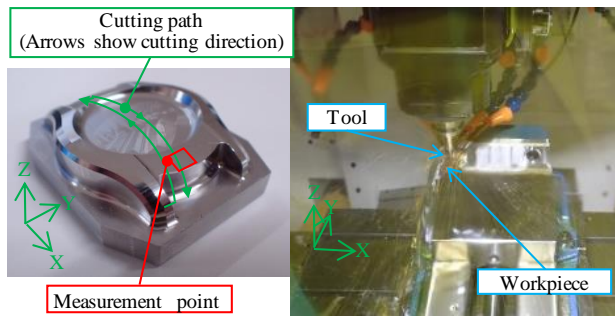 Cutting path
(Arrows show cutting direction)
Z
Y
X
Measurement point
Tool
Z
Y
X
Workpiece